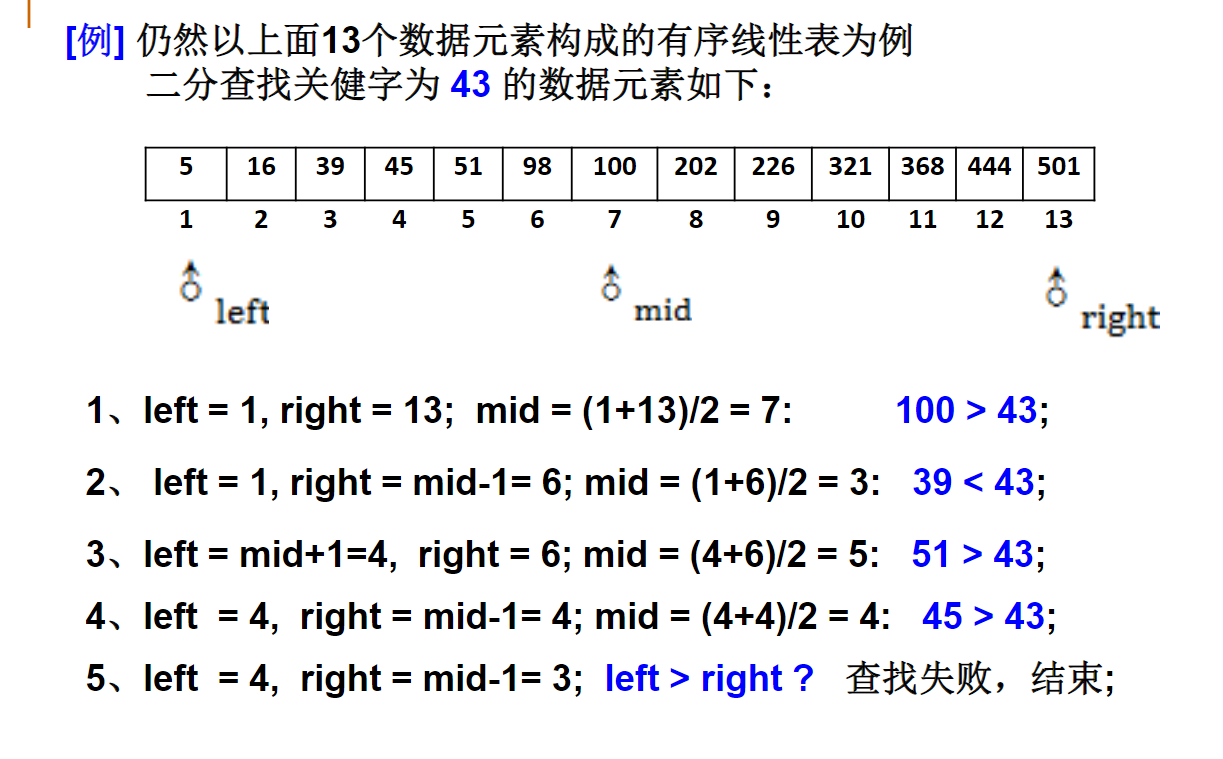 [例] 仍然以上面13个数据元素构成的有序线性表为例
二分查找关健字为 43 的数据元素如下：
5 16 39 45 51 98 100 202 226 321 368 444 501
1 2 3 4 5 6 7 8 9 10 11 12 13
left mid right
1、left = 1, right = 13; mid = (1+13)/2 = 7: 100 > 43;
2、 left = 1, right = mid-1= 6; mid = (1+6)/2 = 3: 39 < 43;
3、left = mid+1=4, right = 6; mid = (4+6)/2 = 5: 51 > 43;
4、left = 4, right = mid-1= 4; mid = (4+4)/2 = 4: 45 > 43;
5、left = 4, right = mid-1= 3; left > right ? 查找失败，结束;